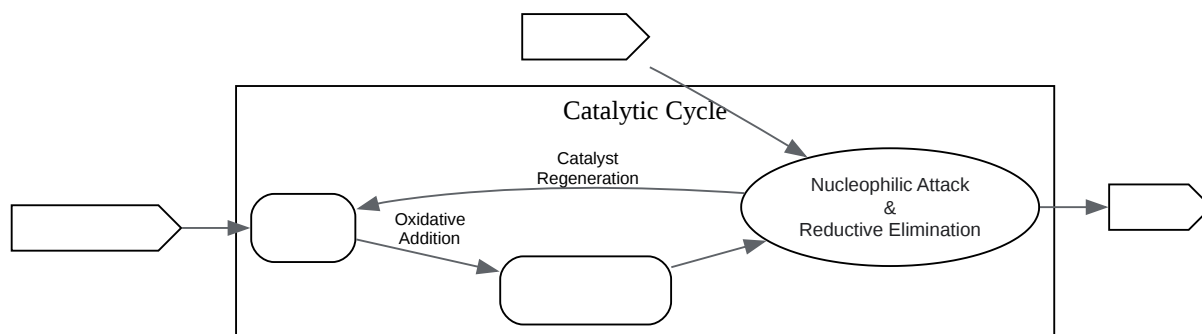 Catalytic Cycle
Catalyst
Regeneration
Oxidative
Addition
Nucleophilic Attack
&
Reductive Elimination